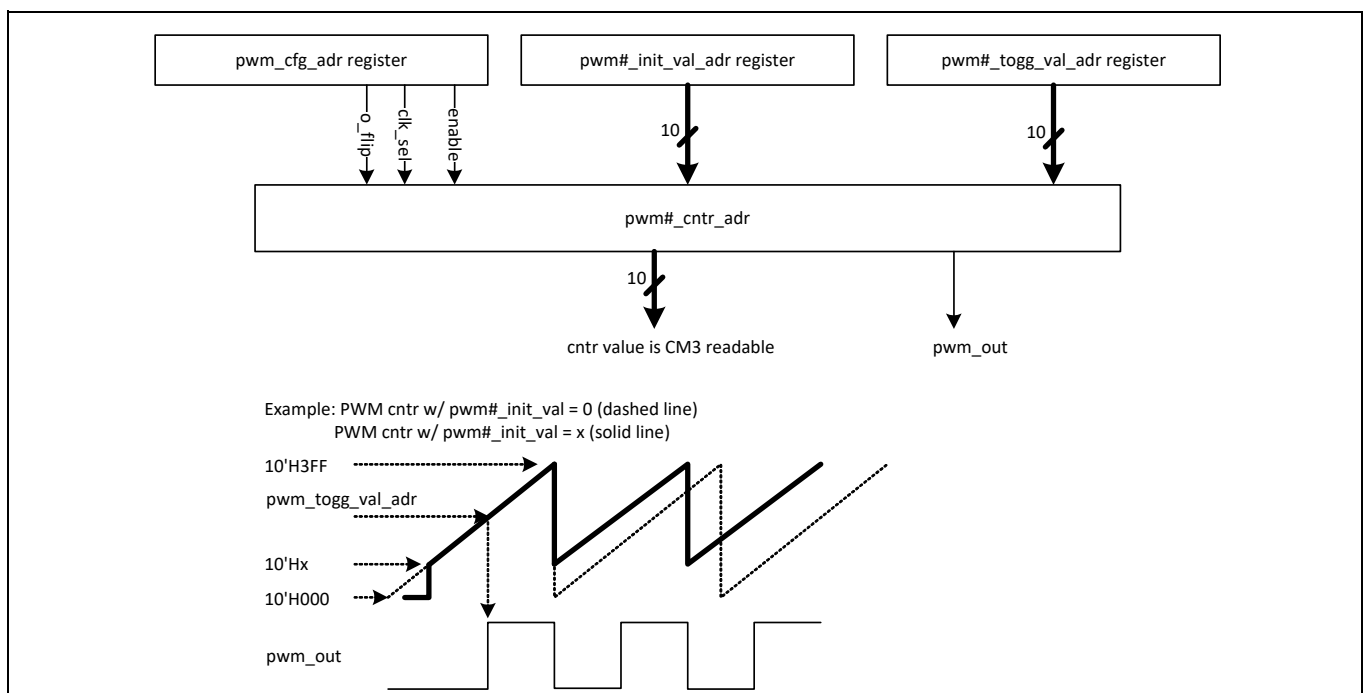 pwm_cfg_adr register
pwm#_init_val_adr register
pwm#_togg_val_adr register
o_flip
clk_sel
enable
10
10
pwm#_cntr_adr
10
cntr value is CM3 readable
pwm_out
Example: PWM cntr w/ pwm#_init_val = 0 (dashed line)
PWM cntr w/ pwm#_init_val = x (solid line)
10'H3FF
pwm_togg_val_adr
10'Hx
10'H000
pwm_out